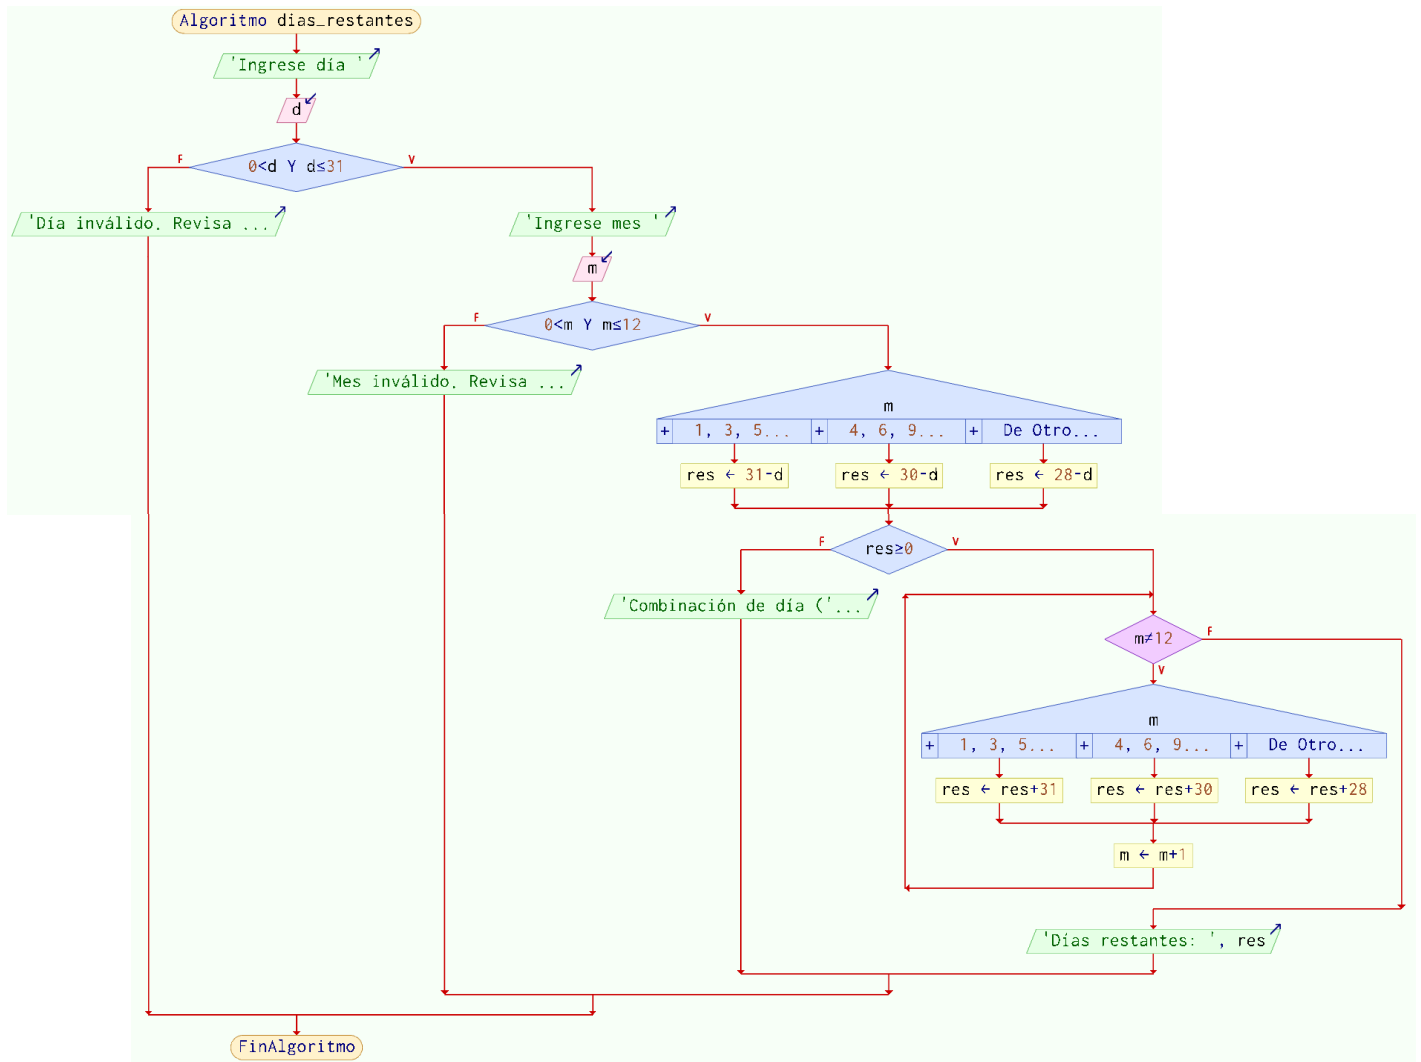 Algoritmo dias_restantes
'Ingrese día '
d
F
0<d Y d≤31
V
'Día inválido. Revisa ...
'Ingrese mes '
m
F
0<m Y m≤12
V
'Mes inválido. Revisa ...
m
+ 1, 3, 5... + 4, 6, 9... + De Otro...
res ← 31-d
res ← 30-d
res ← 28-d
F
res≥0
V
'Combinación de día ('...
m≠12
F
V
m
+ 1, 3, 5... + 4, 6, 9... + De Otro...
res ← res+31
res ← res+30
res ← res+28
m ← m+1
'Días restantes: ', res
FinAlgoritmo